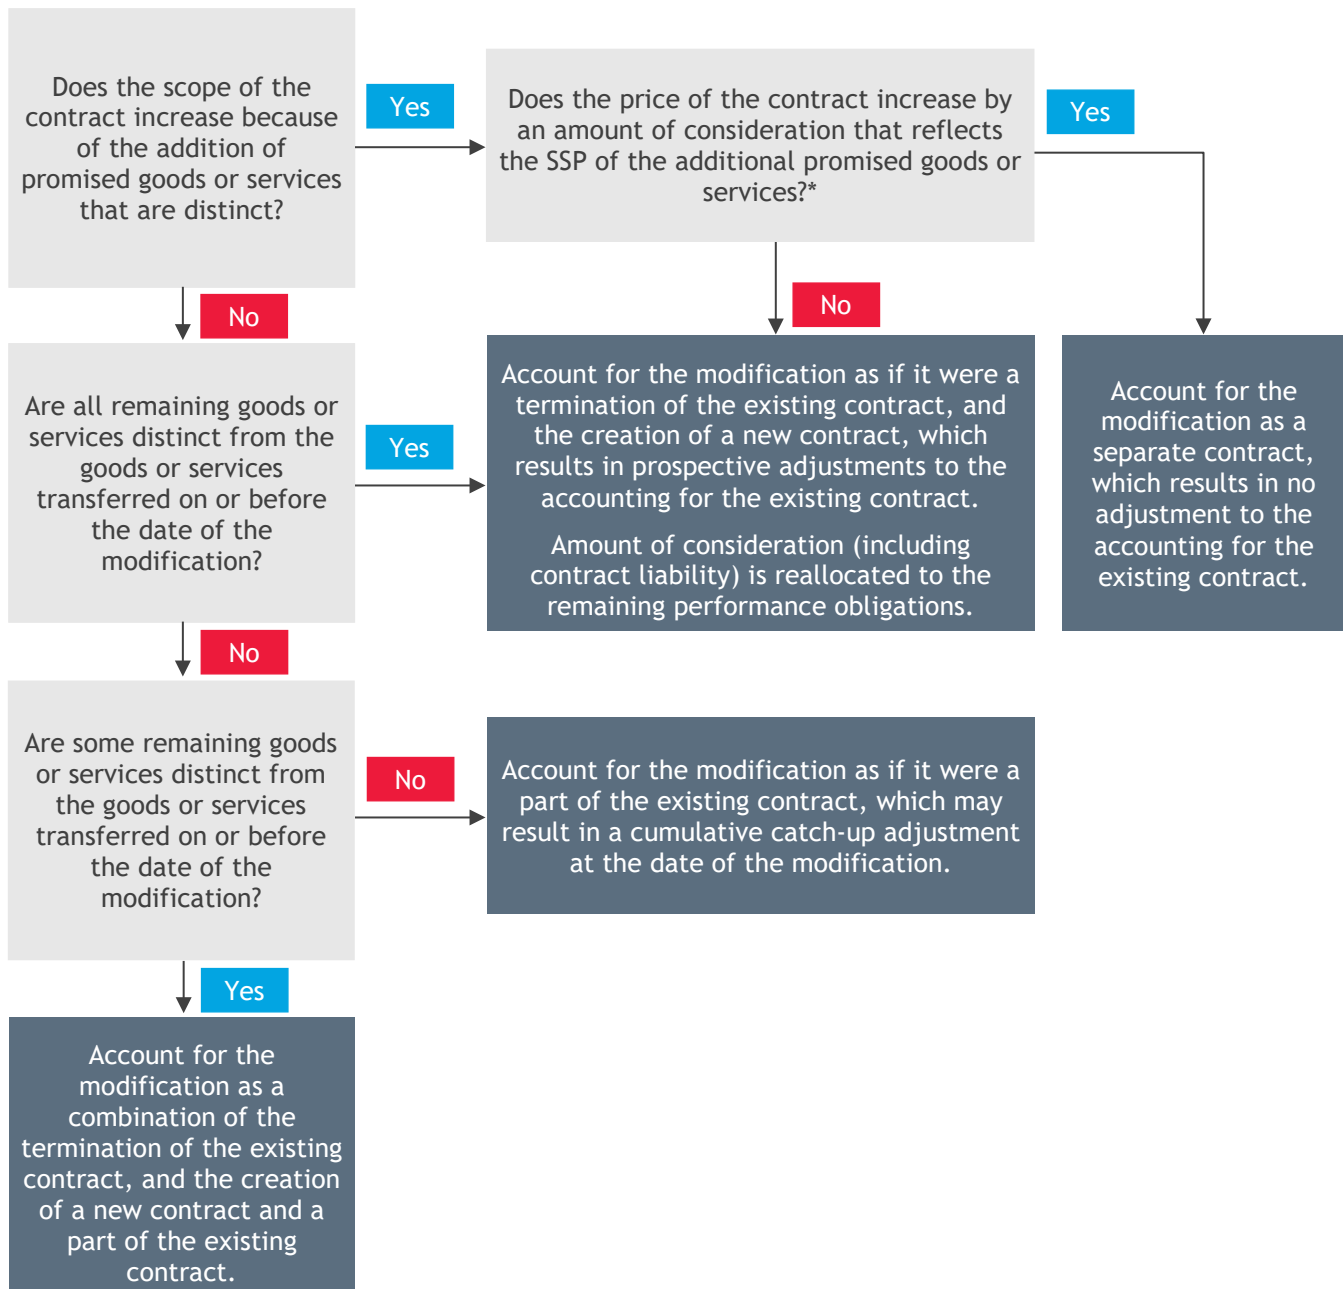 Does the scope of the
contract increase because
of the addition of
promised goods or services
that are distinct?
Yes
Does the price of the contract increase by
an amount of consideration that reflects
the SSP of the additional promised goods or
services?*
Yes
No
No
Are all remaining goods or
services distinct from the
goods or services
transferred on or before
the date of the
modification?
Yes
Account for the modification as if it were a
termination of the existing contract, and
the creation of a new contract, which
results in prospective adjustments to the
accounting for the existing contract.
Amount of consideration (including
contract liability) is reallocated to the
remaining performance obligations.
Account for the
modification as a
separate contract,
which results in no
adjustment to the
accounting for the
existing contract.
No
Are some remaining goods
or services distinct from
the goods or services
transferred on or before
the date of the
modification?
No
Account for the modification as if it were a
part of the existing contract, which may
result in a cumulative catch-up adjustment
at the date of the modification.
Yes
Account for the
modification as a
combination of the
termination of the existing
contract, and the creation
of a new contract and a
part of the existing
contract.